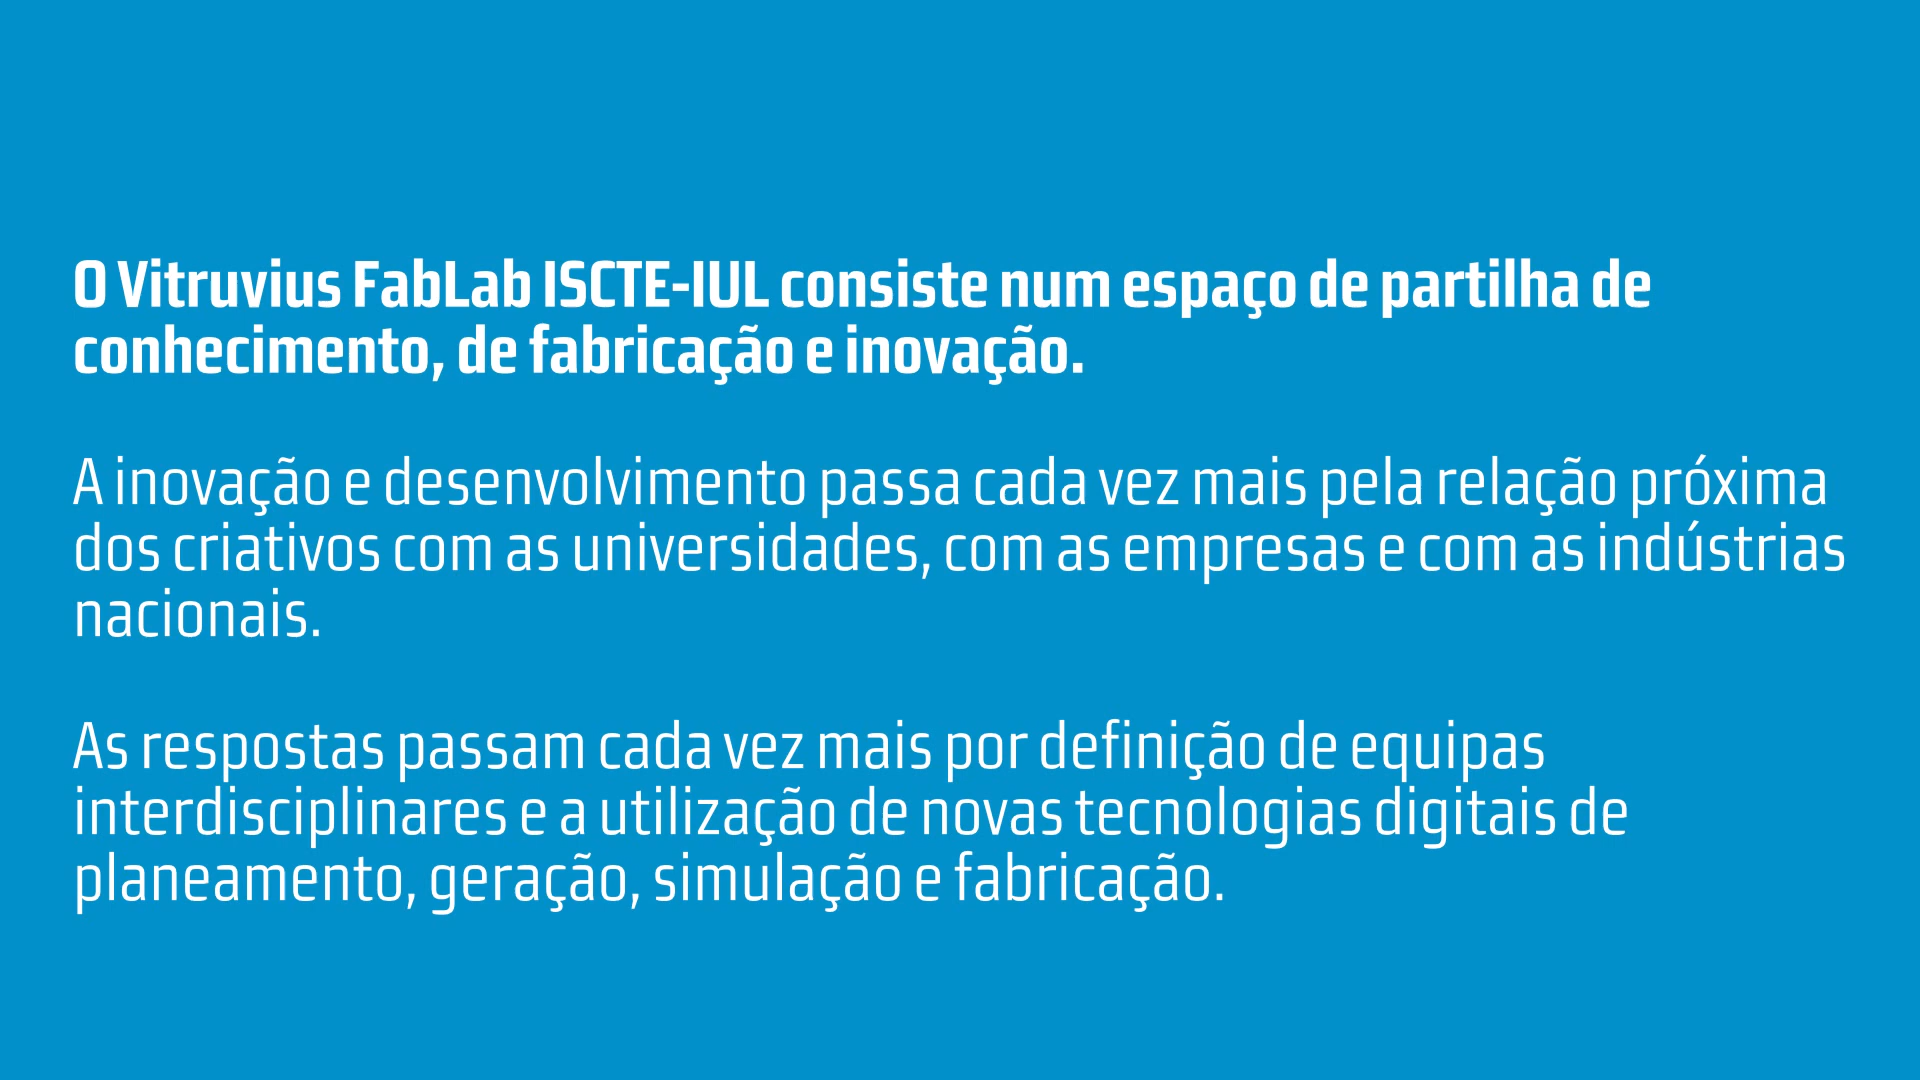 O Vitruvius FabLab ISCTE-IUL consiste num espaço de partilha de
conhecimento, de fabricação e inovação.
A inovação e desenvolvimento passa cada vez mais pela relação próxima
dos criativos com as universidades, com as empresas e com as indústrias
nacionais.
As respostas passam cada vez mais por definição de equipas
interdisciplinares e a utilização de novas tecnologias digitais de
planeamento, geração, simulação e fabricação.